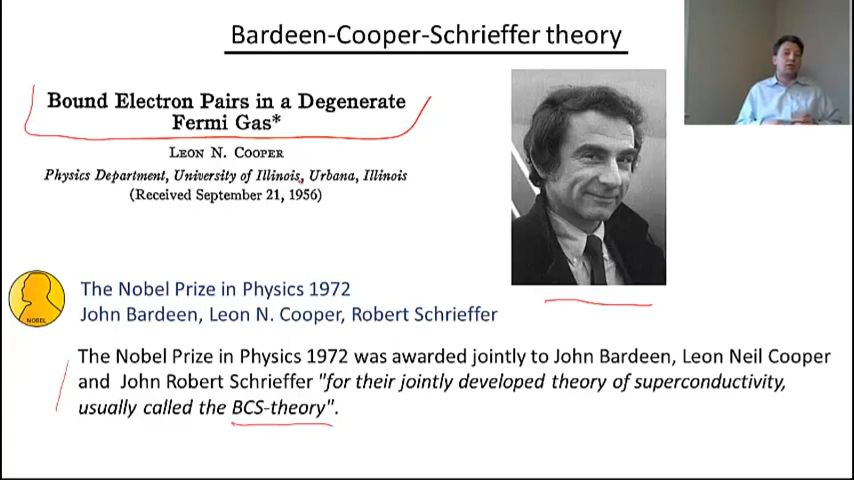 Bardeen-Cooper-Schrieffer theory
Bound Electron Pairs in a Degenerate
Fermi Gas*
LEON N. COOPER
Physics Department, University of Illinois, Urbana, Illinois
(Received September 21, 1956)
The Nobel Prize in Physics 1972
John Bardeen, Leon N. Cooper, Robert Schrieffer
NOBEL
The Nobel Prize in Physics 1972 was awarded jointly to John Bardeen, Leon Neil Cooper
and John Robert Schrieffer "for their jointly developed theory of superconductivity,
usually called the BCS-theory".